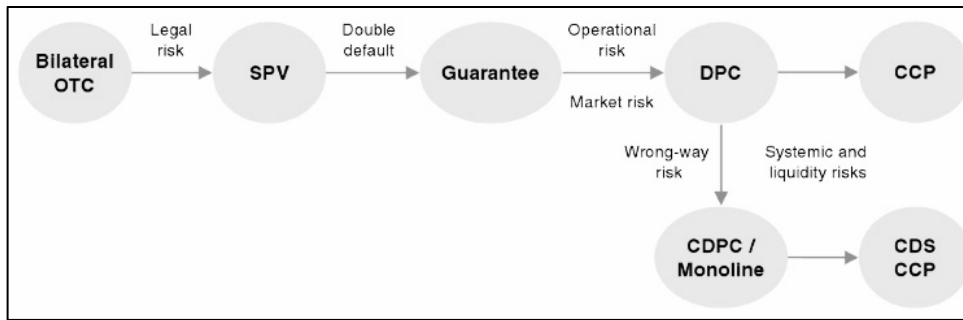 Legal
risk
Double
default
Operational
risk
Bilateral
OTC
SPV
Guarantee
DPC
CCP
Market risk
Wrong-way
risk
Systemic and
liquidity risks
CDPC /
Monoline
CDS
CCP